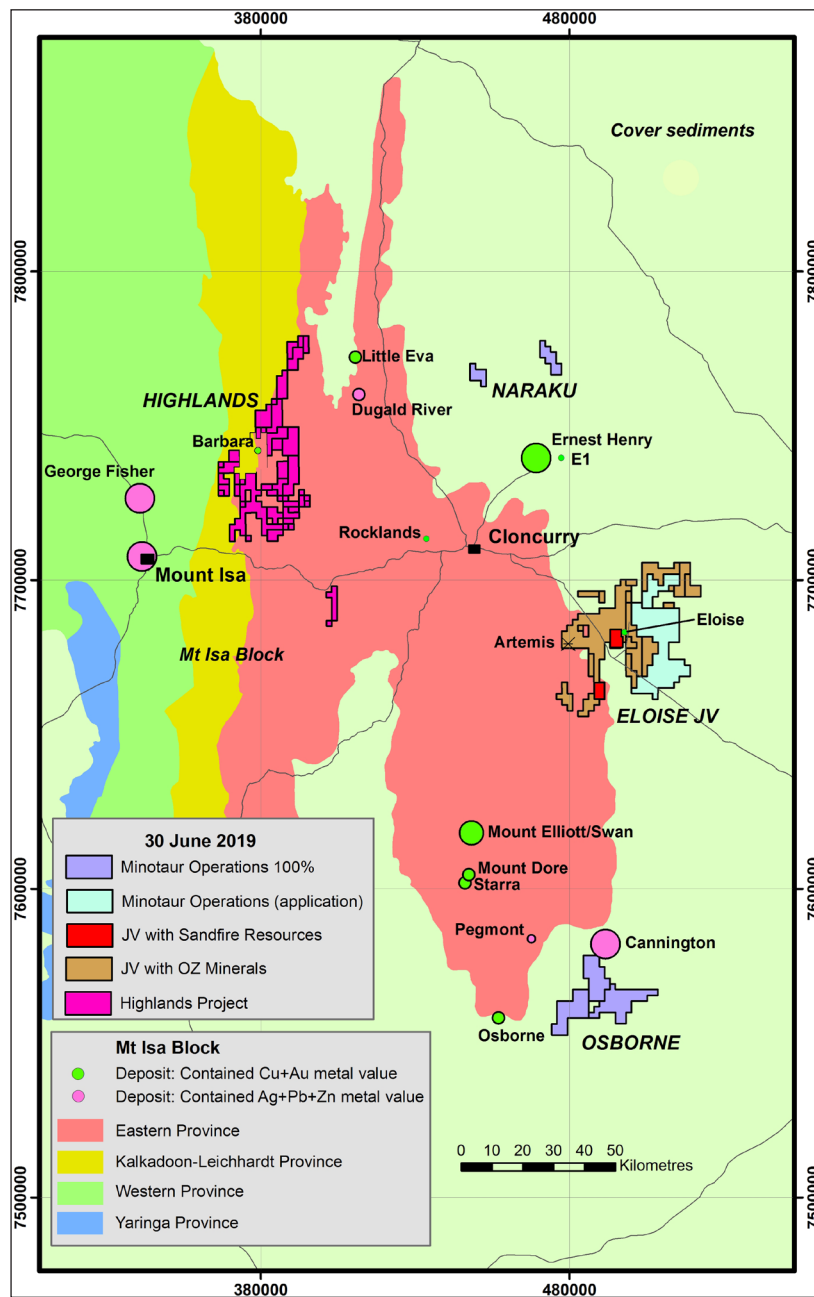 380000
480000
Cover sediments
7800000
7800000
Little Eva
NARAKU
HIGHLANDS
Dugald River
Barbara
Ernest Henry
E1
George Fisher
Rocklands
Cloncurry
Mount Isa
7700000
7700000
Eloise
Artemis
Mt Isa Block
ELOISE JV
Mount Elliott/Swan
30 June 2019
Minotaur Operations 100%
Minotaur Operations (application)
JV with Sandfire Resources
JV with OZ Minerals
Highlands Project
Mount Dore
Starra
7600000
7600000
Pegmont
Cannington
Osborne
OSBORNE
Mt Isa Block
Deposit: Contained Cu+Au metal value
Deposit: Contained Ag+Pb+Zn metal value
Eastern Province
Kalkadoon-Leichhardt Province
Western Province
Yaringa Province
0 10 20 30 40 50
Kilometres
7500000
7500000
380000
480000